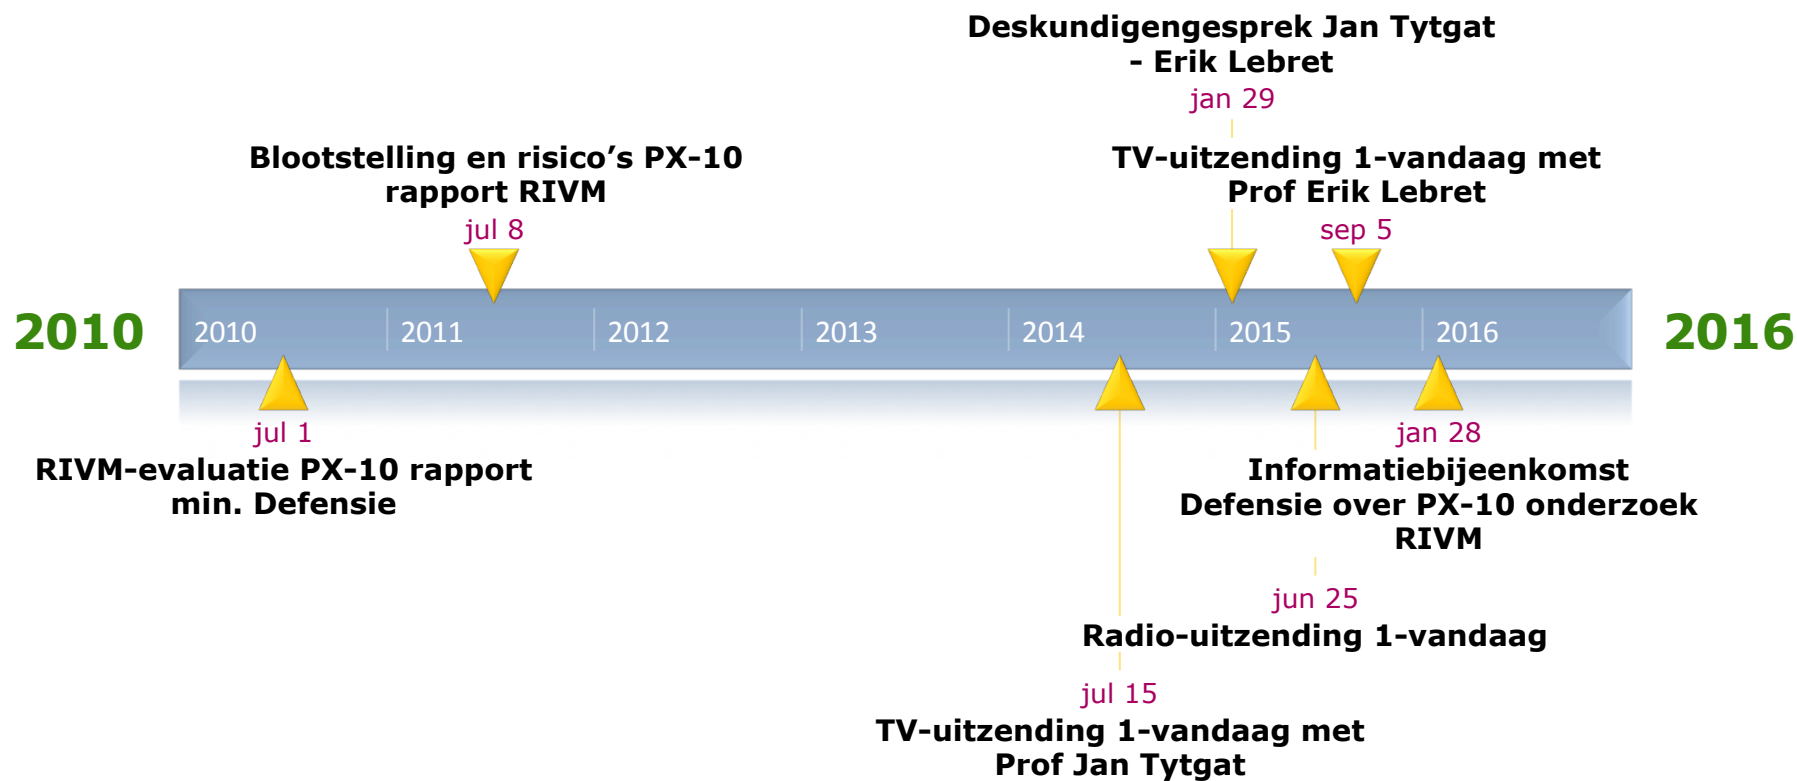 Deskundigengesprek Jan Tytgat
- Erik Lebret
jan 29
Blootstelling en risico’s PX-10
rapport RIVM
jul 8
TV-uitzending 1-vandaag met
Prof Erik Lebret
sep 5
2010
2010
2011
2012
2013
2014
2015
2016
2016
jul 1
RIVM-evaluatie PX-10 rapport
min. Defensie
jan 28
Informatiebijeenkomst
Defensie over PX-10 onderzoek
RIVM
jun 25
Radio-uitzending 1-vandaag
jul 15
TV-uitzending 1-vandaag met
Prof Jan Tytgat